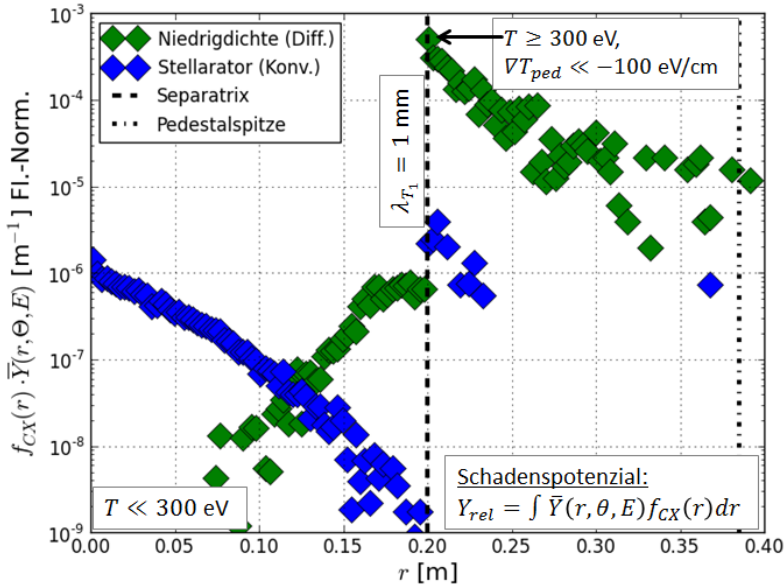 10⁻³
10⁻⁴
10⁻⁵
10⁻⁶
10⁻⁷
10⁻⁸
10⁻⁹
f_CX(r)·Y̅(r,Θ,E) [m⁻¹] Fl.-Norm.
Niedrigdichte (Diff.)
Stellarator (Konv.)
Separatrix
Pedestalspitze
T ≥ 300 eV,
∇T_ped ≪ −100 eV/cm
λ_T₁ = 1 mm
T ≪ 300 eV
Schadenspotenzial:
Y_rel = ∫ Y̅(r,θ,E)f_CX(r)dr
0.00 0.05 0.10 0.15 0.20 0.25 0.30 0.35 0.40
r [m]